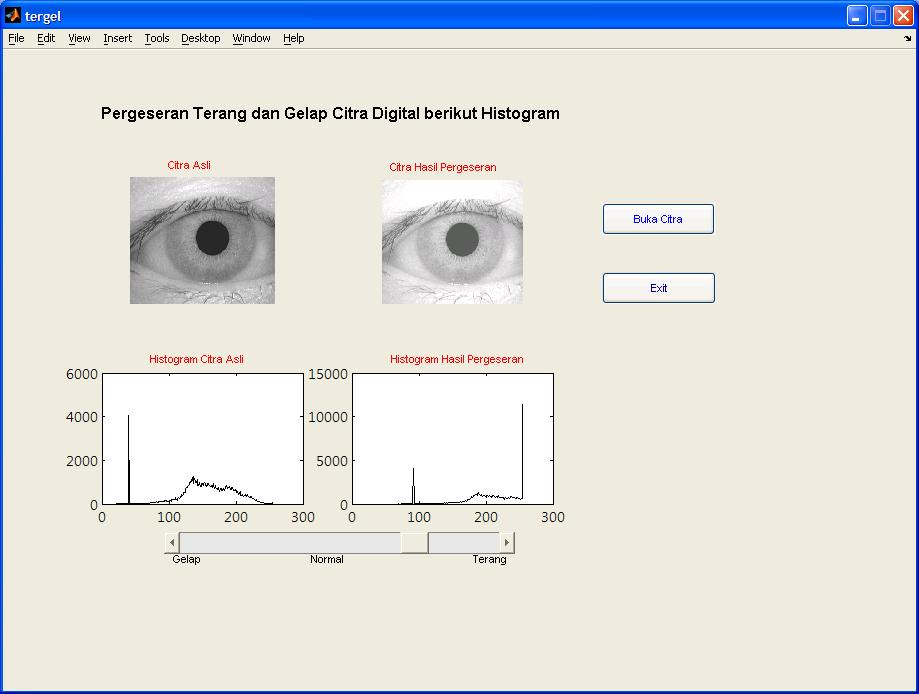 tergel
File Edit View Insert Tools Desktop Window Help
Pergeseran Terang dan Gelap Citra Digital berikut Histogram
Citra Asli
Citra Hasil Pergeseran
Buka Citra
Exit
Histogram Citra Asli
6000
4000
2000
0
0 100 200 300
Histogram Hasil Pergeseran
15000
10000
5000
0
0 100 200 300
Gelap Normal Terang